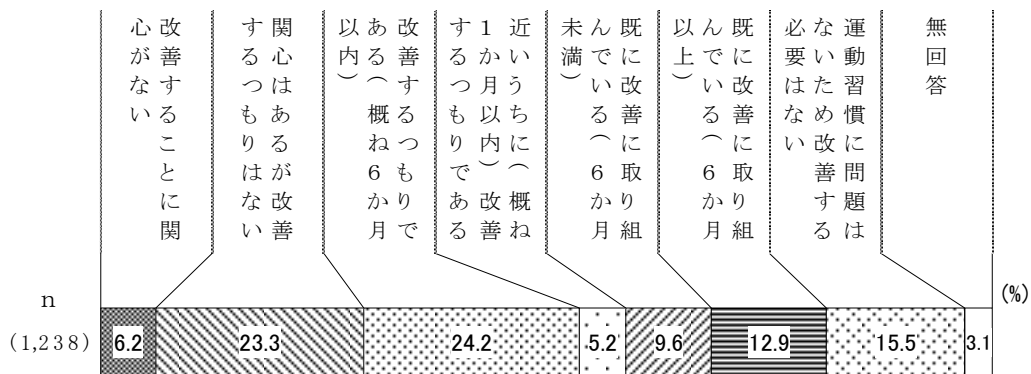 改善することに関
心がない
関心はあるが改善
するつもりはない
改善するつもりで
ある(概ね6か月
以内)
近いうちに(概ね
1か月以内)改善
するつもりである
既に改善に取り組
んでいる(6か月
未満)
既に改善に取り組
んでいる(6か月
以上)
運動習慣に問題は
ないため改善する
必要はない
無回答
n
(%)
(1,238)
6.2
23.3
24.2
5.2
9.6
12.9
15.5
3.1